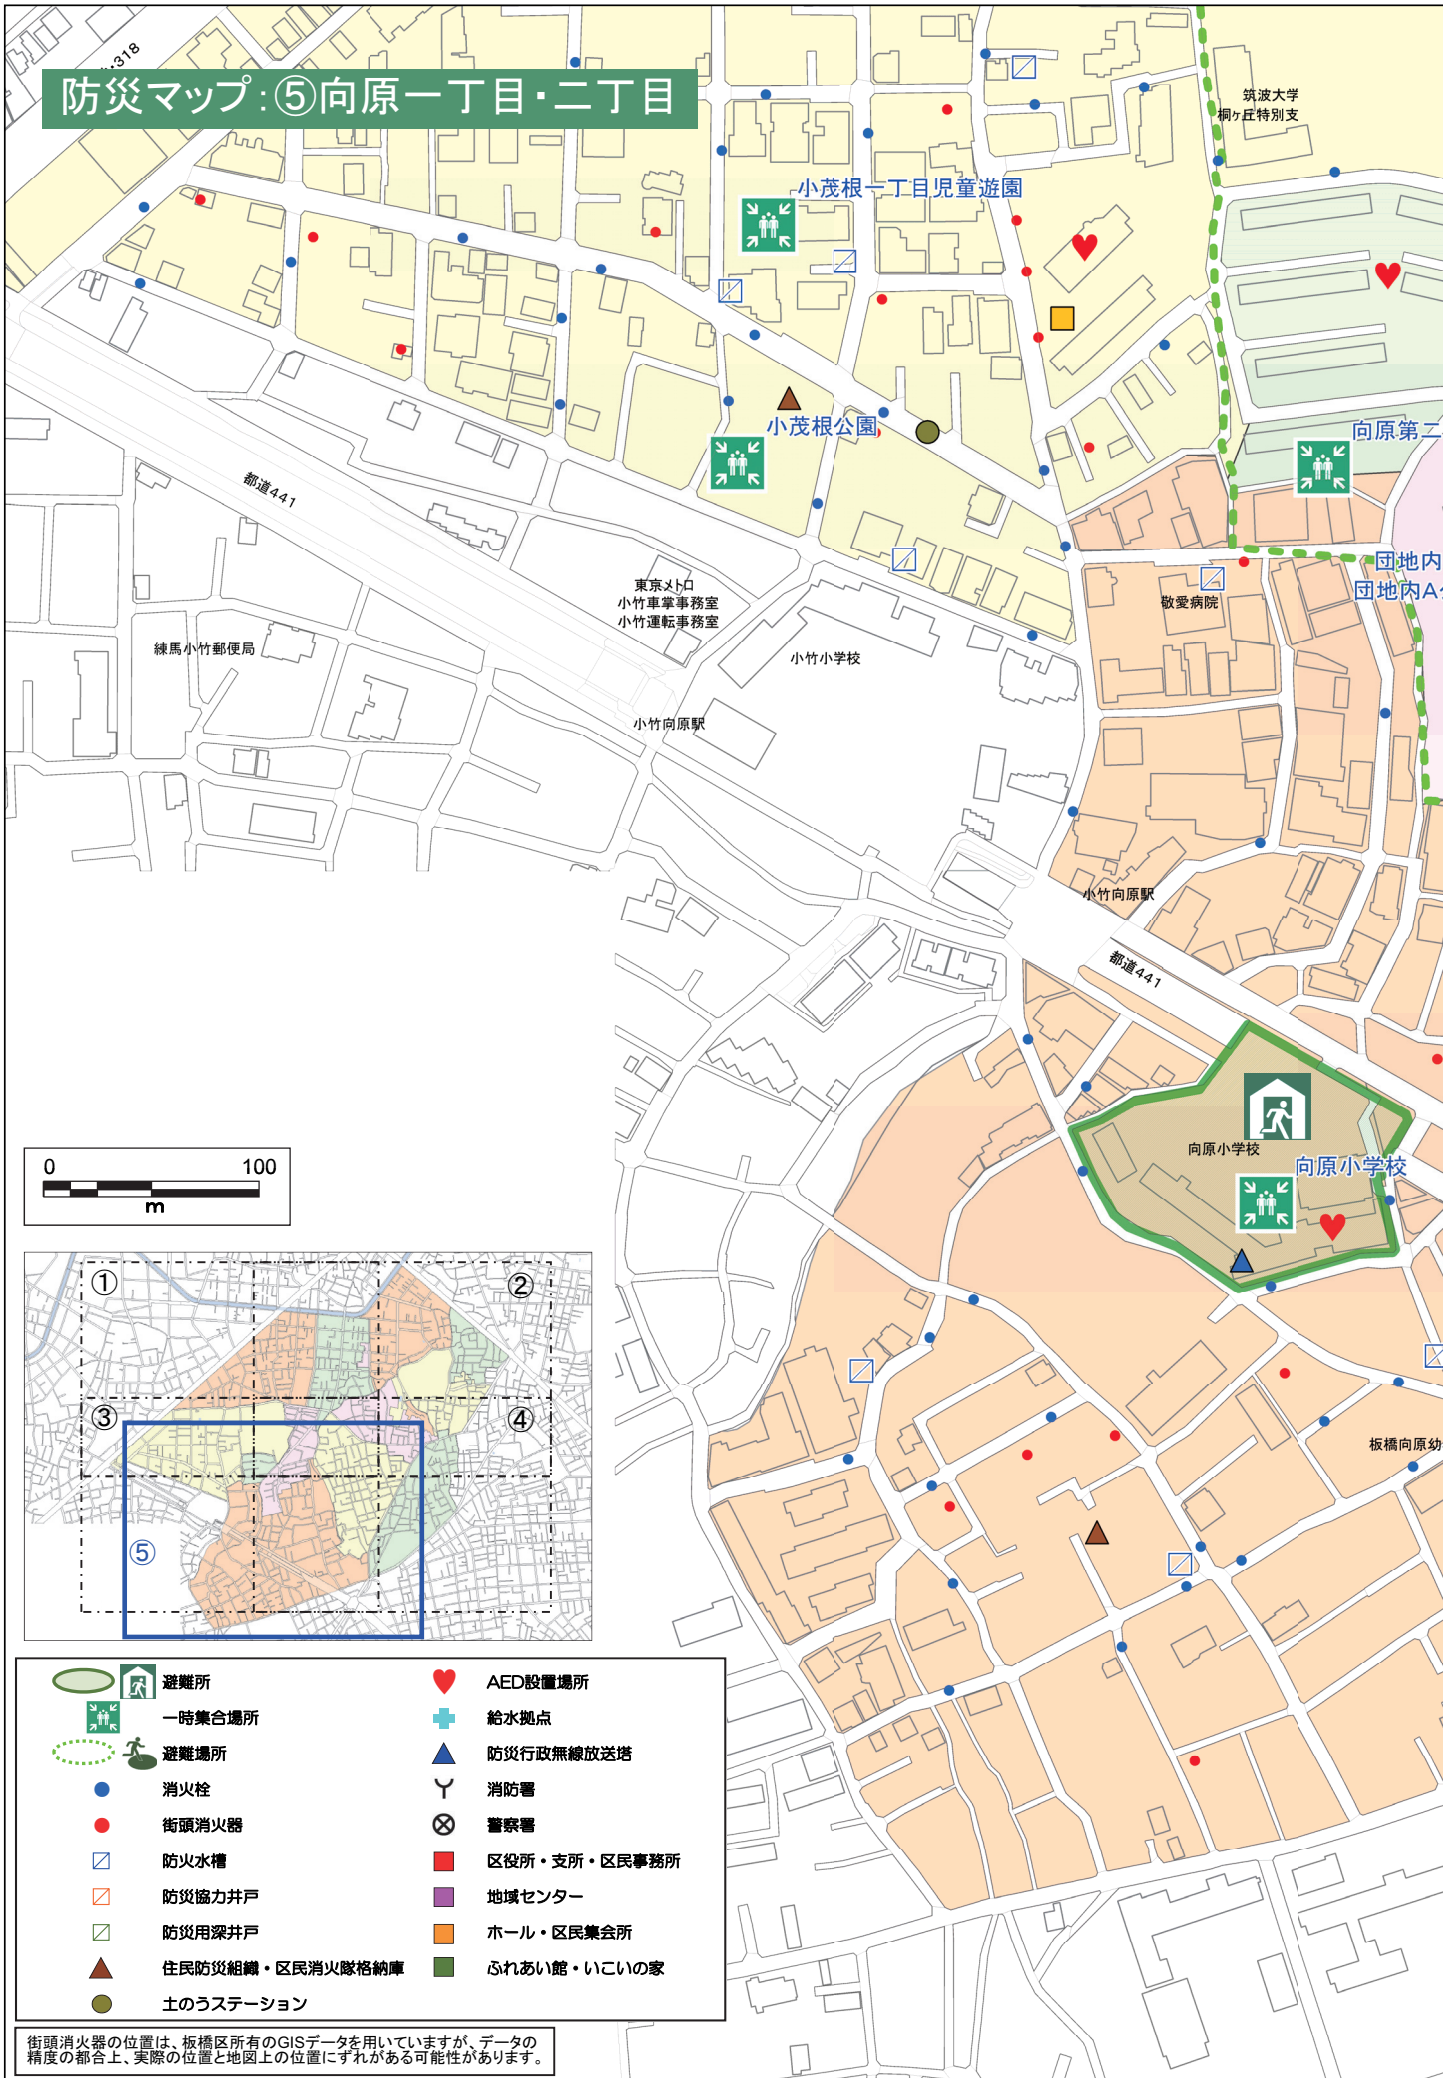 ・318
防災マップ:⑤向原一丁目・二丁目
筑波大学
桐ヶ丘特別支
小茂根一丁目児童遊園
小茂根公園
向原第二
都道441
団地内
団地内A
東京メトロ
小竹車掌事務室
小竹運転事務室
敬愛病院
練馬小竹郵便局
小竹小学校
小竹向原駅
小竹向原駅
都道441
向原小学校
向原小学校
0 100
m
①
②
③
④
⑤
板橋向原幼
避難所
一時集合場所
避難場所
消火栓
街頭消火器
防火水槽
防災協力井戸
防災用深井戸
住民防災組織・区民消火隊格納庫
土のうステーション
AED設置場所
給水拠点
防災行政無線放送塔
消防署
警察署
区役所・支所・区民事務所
地域センター
ホール・区民集会所
ふれあい館・いこいの家
街頭消火器の位置は、板橋区所有のGISデータを用いていますが、データの
精度の都合上、実際の位置と地図上の位置にずれがある可能性があります。